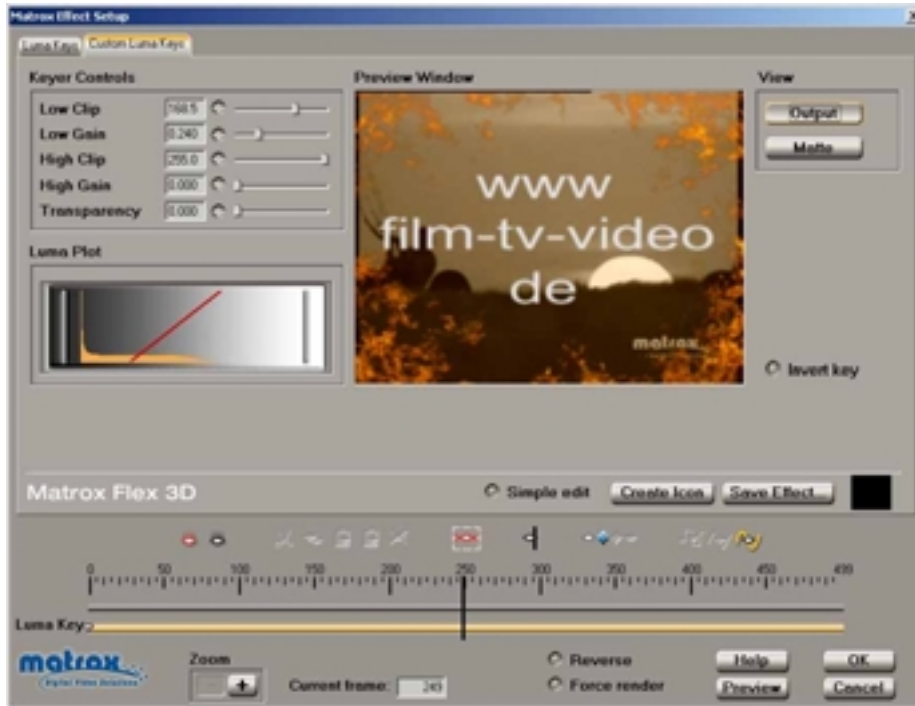 Matrox Effect Setup
Luma Keys Custom Luma Keys
Keyer Controls
Low Clip 168.5
Low Gain 0.240
High Clip 255.0
High Gain 0.000
Transparency 0.000
Luma Plot
Preview Window
www
film-tv-video
de
matrox
View
Output
Matte
Invert key
Matrox Flex 3D
Simple edit
Create Icon
Save Effect...
0 50 100 150 200 250 300 350 400 450 499
Luma Key
matrox
Digital Video Solutions
Zoom
+
Current frame: 249
Reverse
Force render
Help
Preview
OK
Cancel